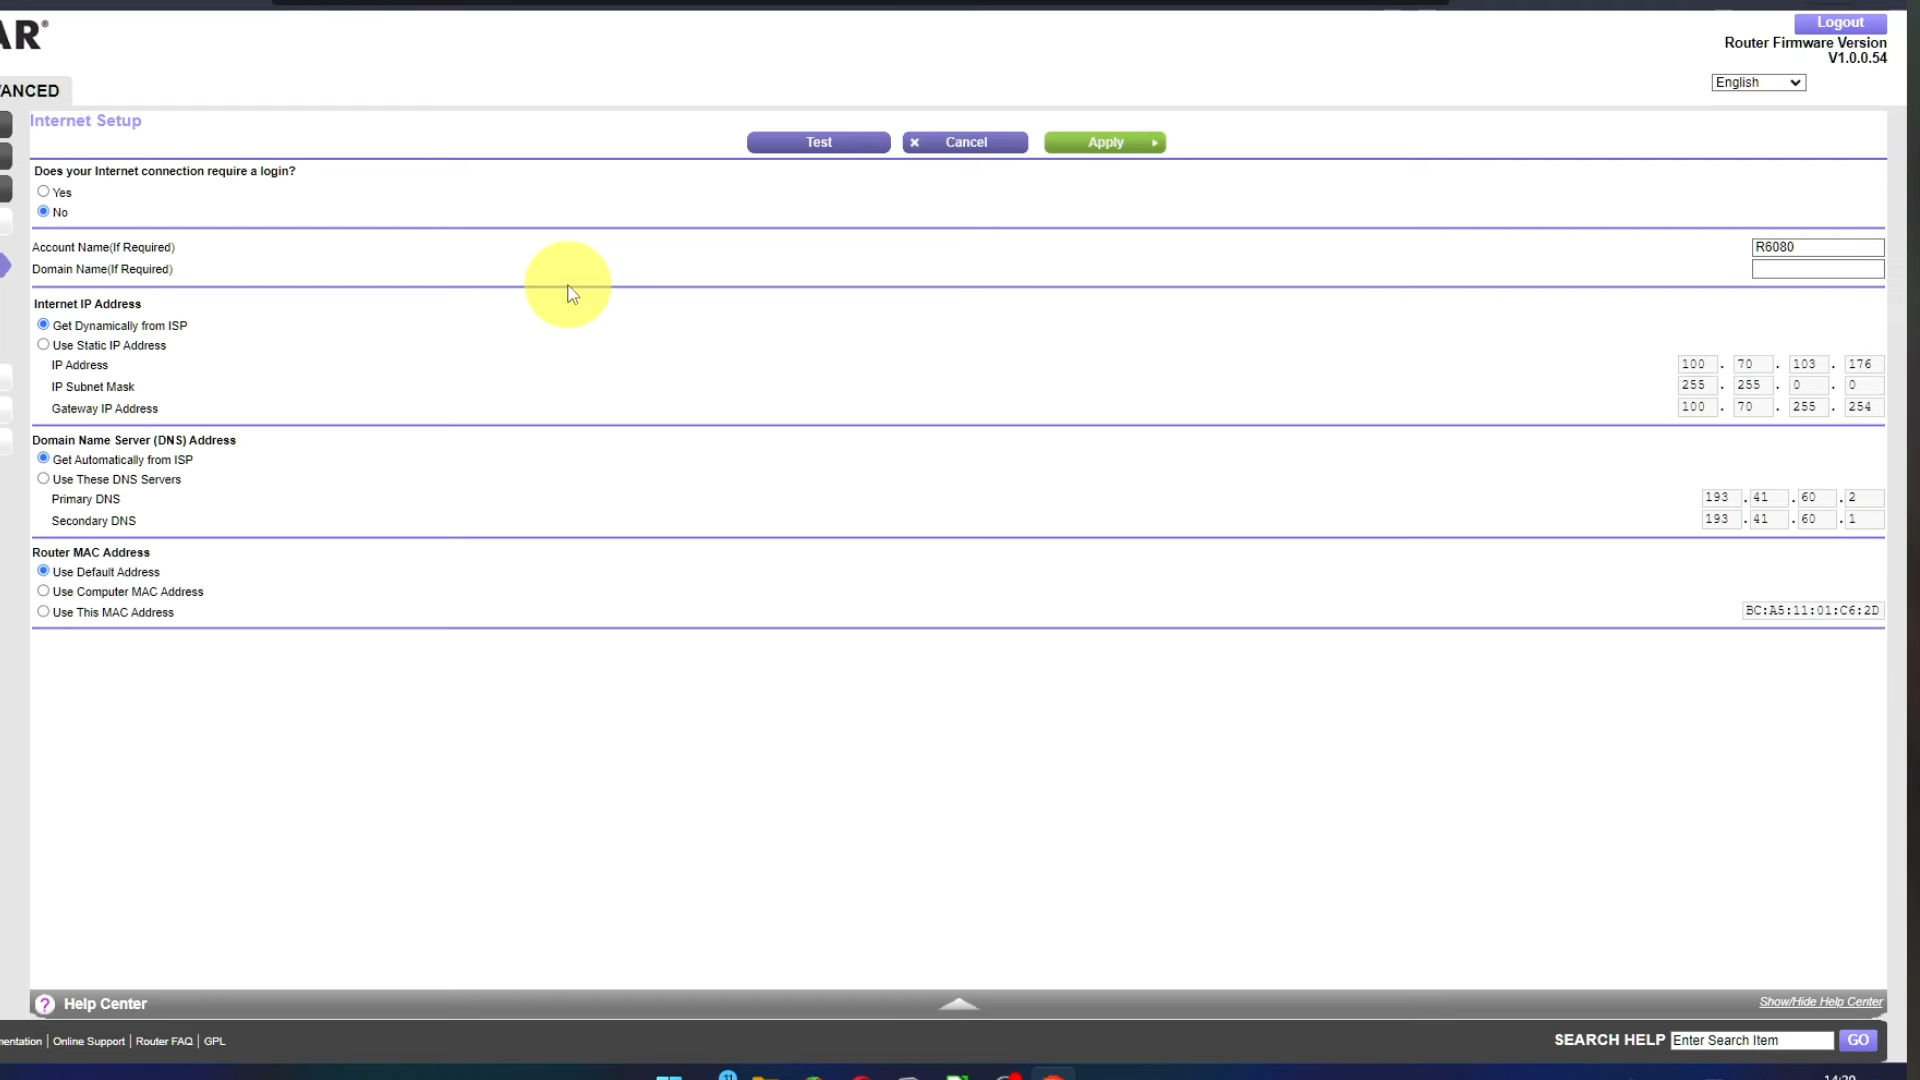 AR®
Logout
Router Firmware Version
V1.0.0.54
VANCED
English
Internet Setup
Test
× Cancel
Apply
Does your Internet connection require a login?
Yes
No
Account Name(If Required)
R6080
Domain Name(If Required)
Internet IP Address
Get Dynamically from ISP
Use Static IP Address
IP Address
100 . 70 . 103 . 176
IP Subnet Mask
255 . 255 . 0 . 0
Gateway IP Address
100 . 70 . 255 . 254
Domain Name Server (DNS) Address
Get Automatically from ISP
Use These DNS Servers
Primary DNS
193 . 41 . 60 . 2
Secondary DNS
193 . 41 . 60 . 1
Router MAC Address
Use Default Address
Use Computer MAC Address
Use This MAC Address
BC:A5:11:01:C6:2D
? Help Center
Show/Hide Help Center
mentation | Online Support | Router FAQ | GPL
SEARCH HELP Enter Search Item GO
11
14:20